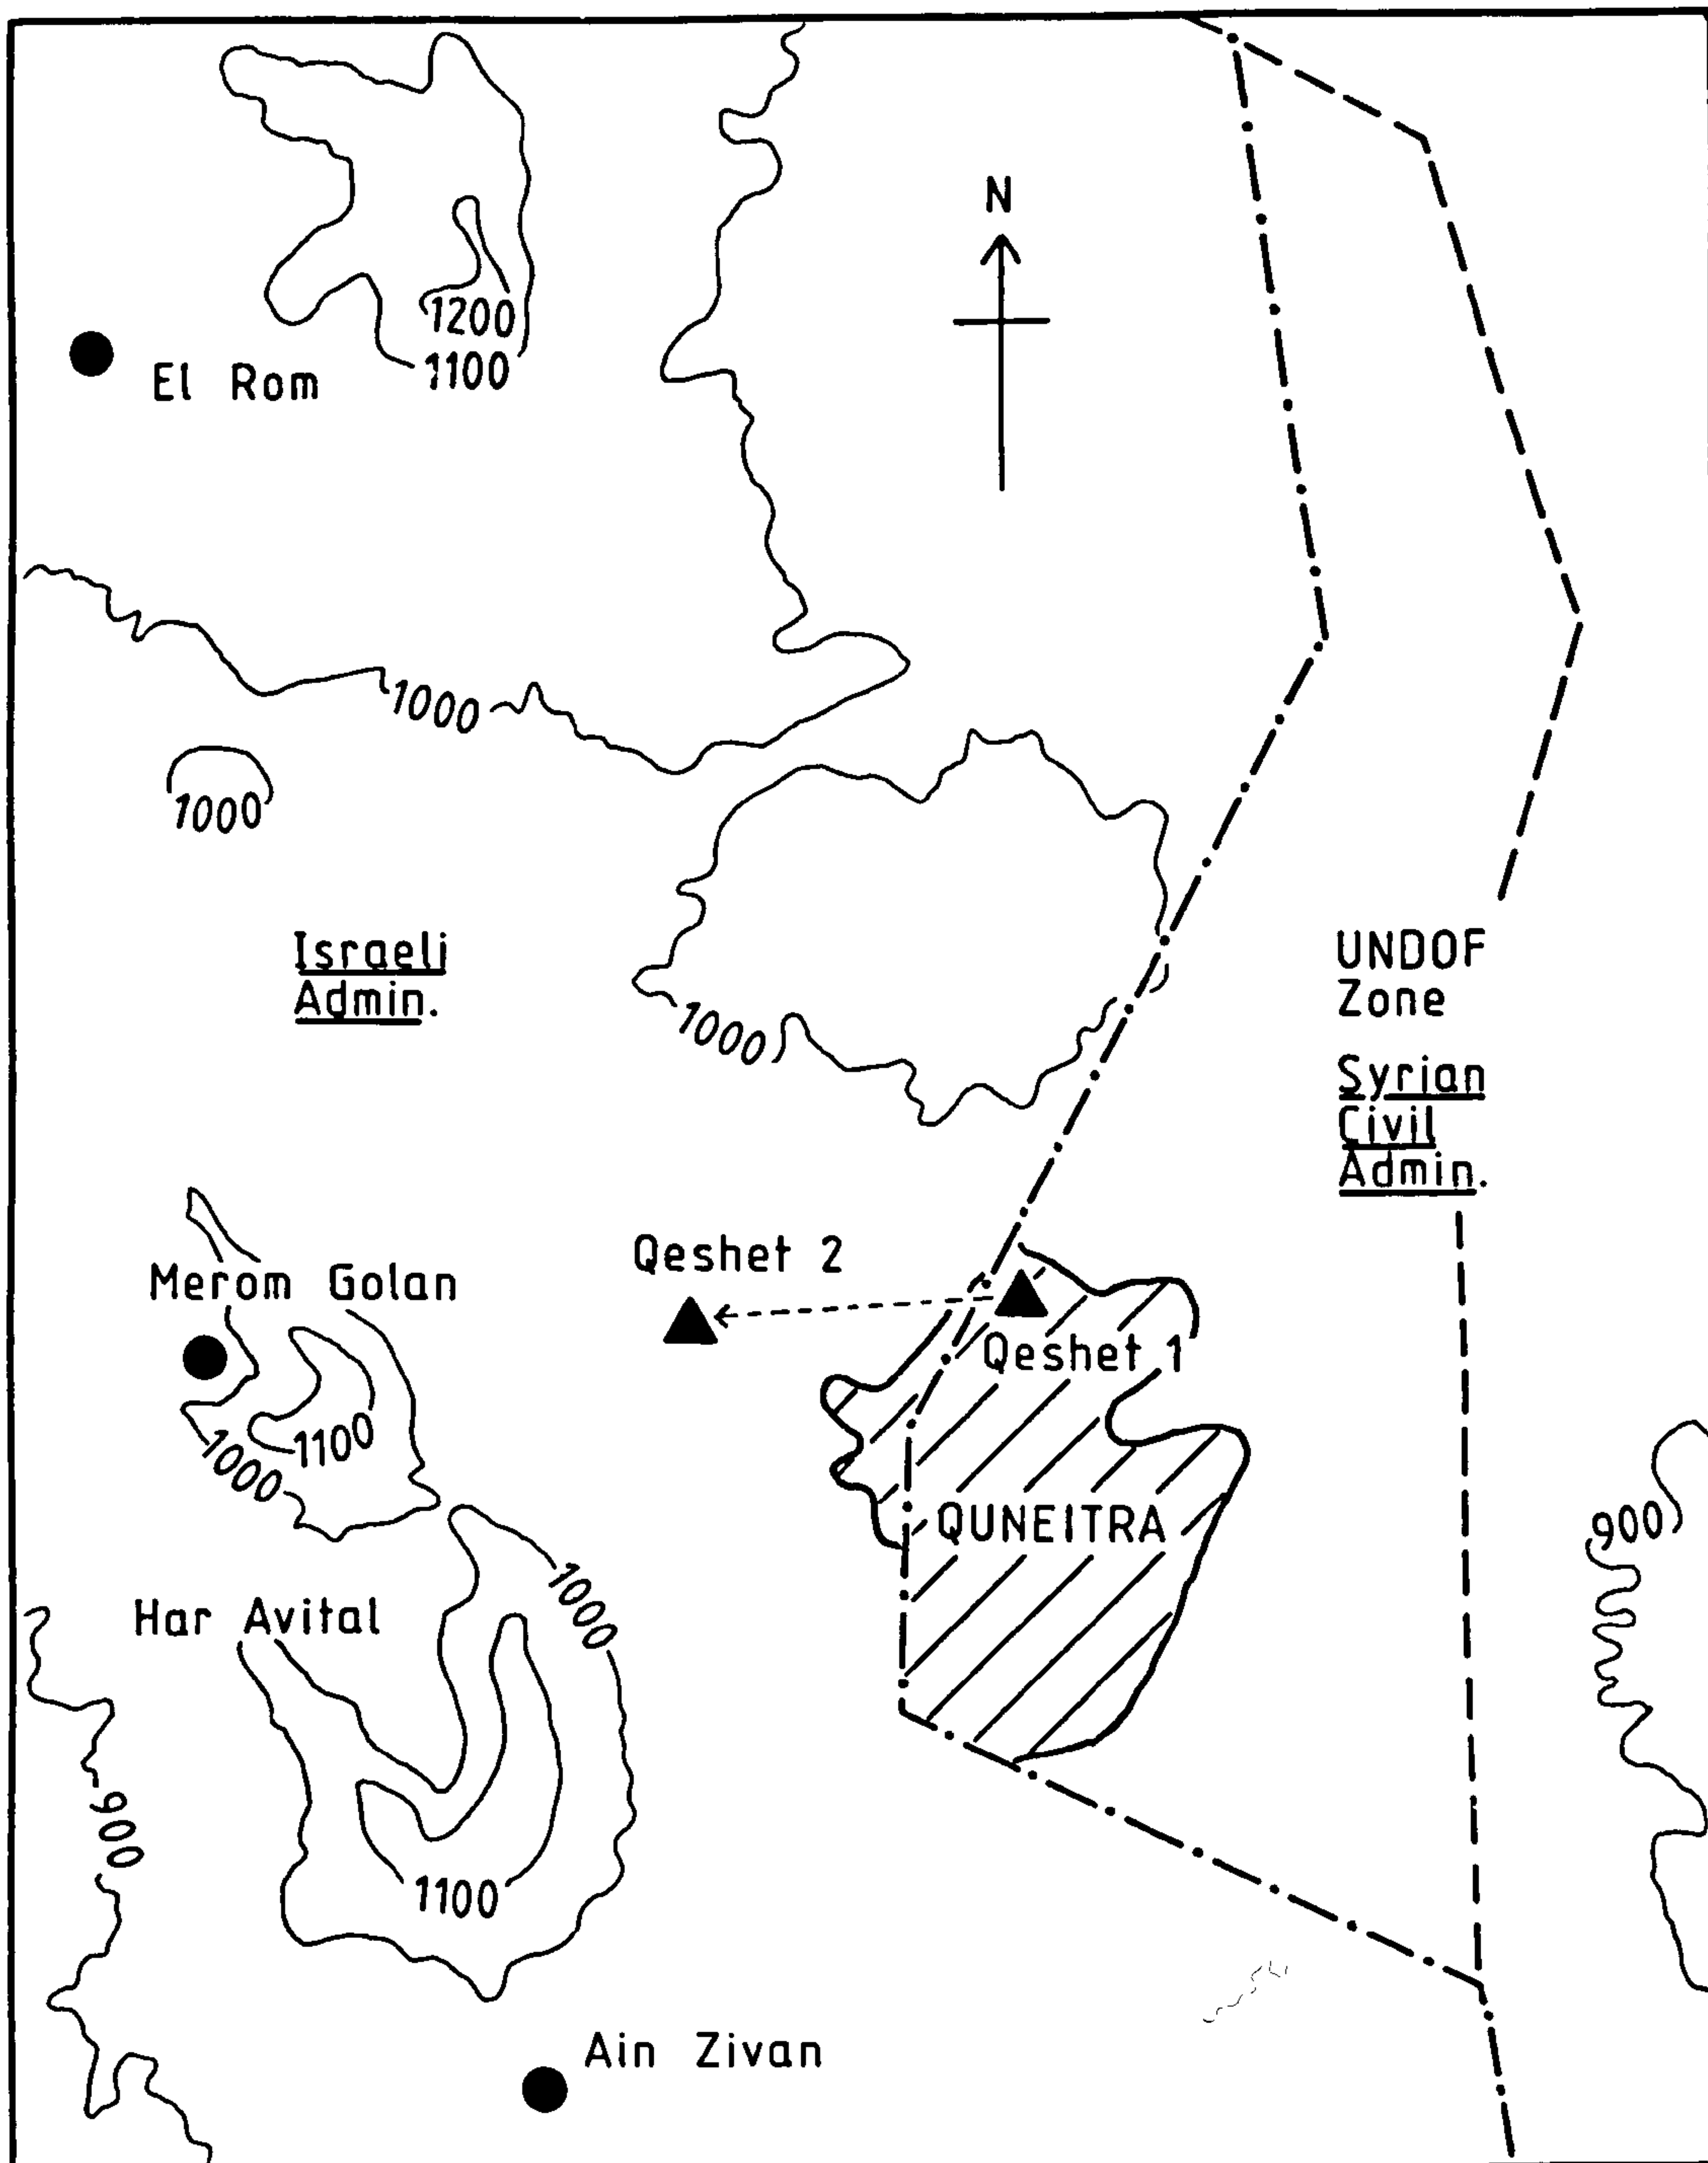 N
1200
1100
El Rom
1000
1000
Israeli
Admin.
UNDOF
Zone
1000
Syrian
Civil
Admin.
Qeshet 2
Merom Golan
Qeshet 1
1100
1000
QUNEITRA
900
1000
Har Avital
900
1100
Ain Zivan